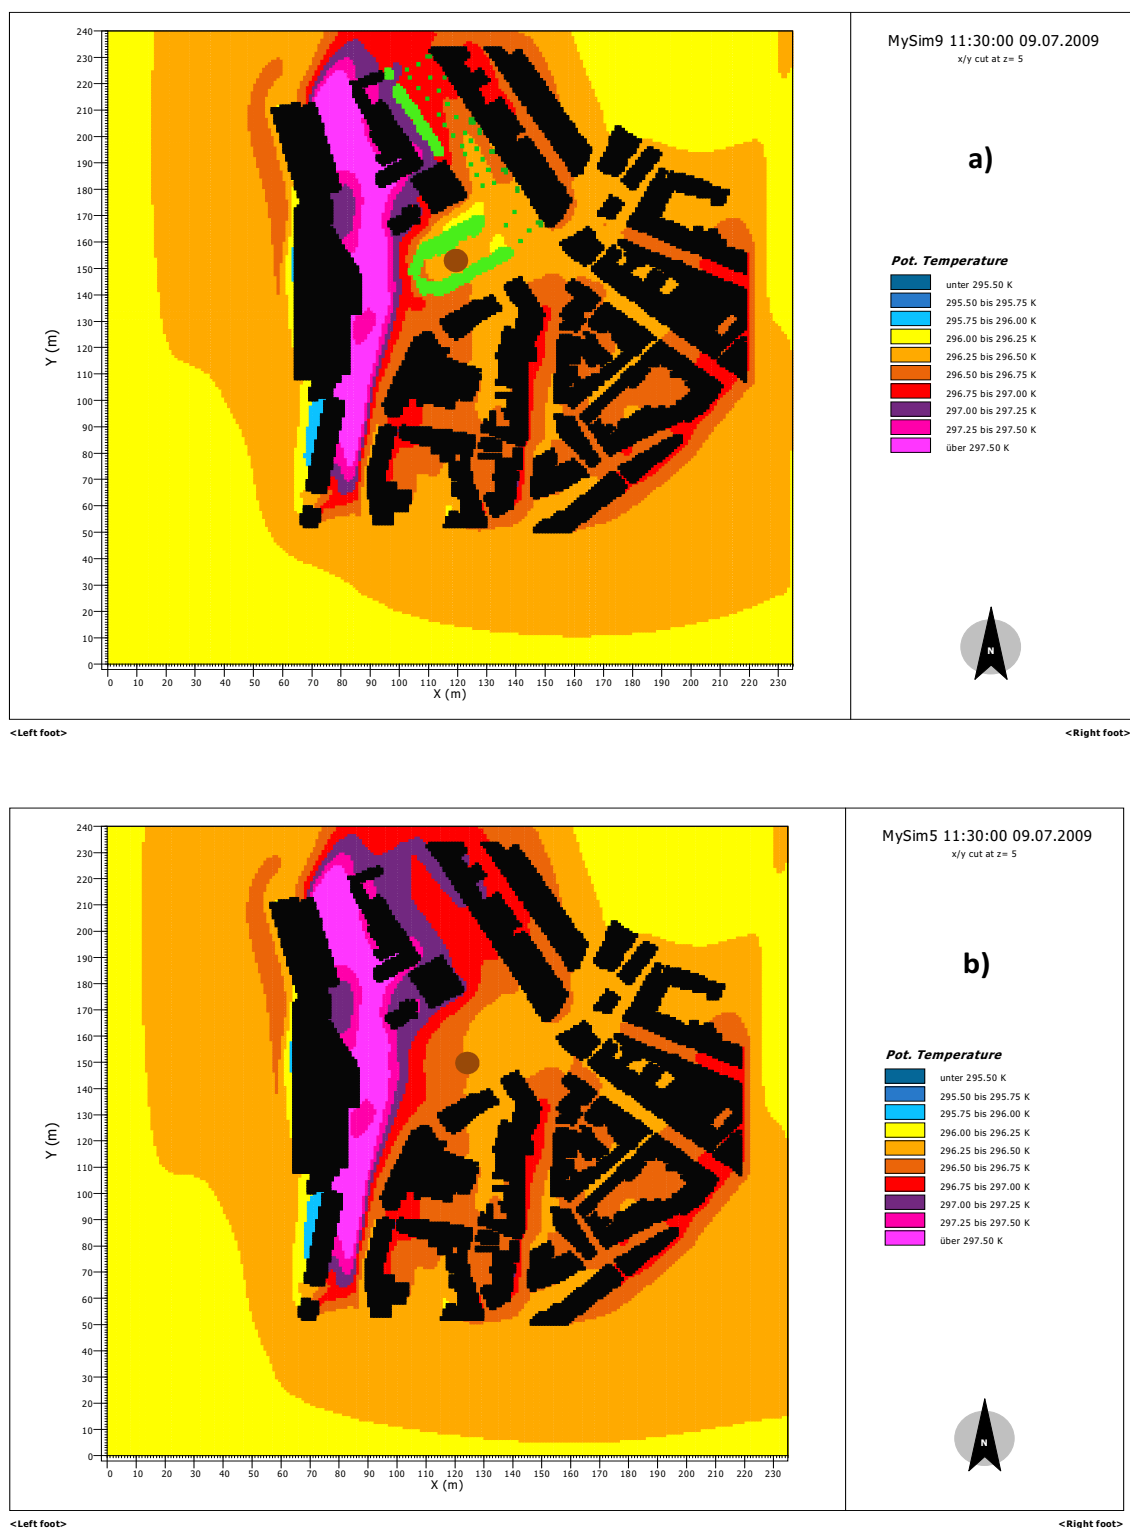 MySim9 11:30:00 09.07.2009
x/y cut at z= 5
a)
Pot. Temperature
unter 295.50 K
295.50 bis 295.75 K
295.75 bis 296.00 K
296.00 bis 296.25 K
296.25 bis 296.50 K
296.50 bis 296.75 K
296.75 bis 297.00 K
297.00 bis 297.25 K
297.25 bis 297.50 K
über 297.50 K
N
240
230
220
210
200
190
180
170
160
150
140
130
120
110
100
90
80
70
60
50
40
30
20
10
0
Y (m)
0 10 20 30 40 50 60 70 80 90 100 110 120 130 140 150 160 170 180 190 200 210 220 230
X (m)
<Left foot> <Right foot>
MySim5 11:30:00 09.07.2009
x/y cut at z= 5
b)
Pot. Temperature
unter 295.50 K
295.50 bis 295.75 K
295.75 bis 296.00 K
296.00 bis 296.25 K
296.25 bis 296.50 K
296.50 bis 296.75 K
296.75 bis 297.00 K
297.00 bis 297.25 K
297.25 bis 297.50 K
über 297.50 K
N
240
230
220
210
200
190
180
170
160
150
140
130
120
110
100
90
80
70
60
50
40
30
20
10
0
Y (m)
0 10 20 30 40 50 60 70 80 90 100 110 120 130 140 150 160 170 180 190 200 210 220 230
X (m)
<Left foot> <Right foot>